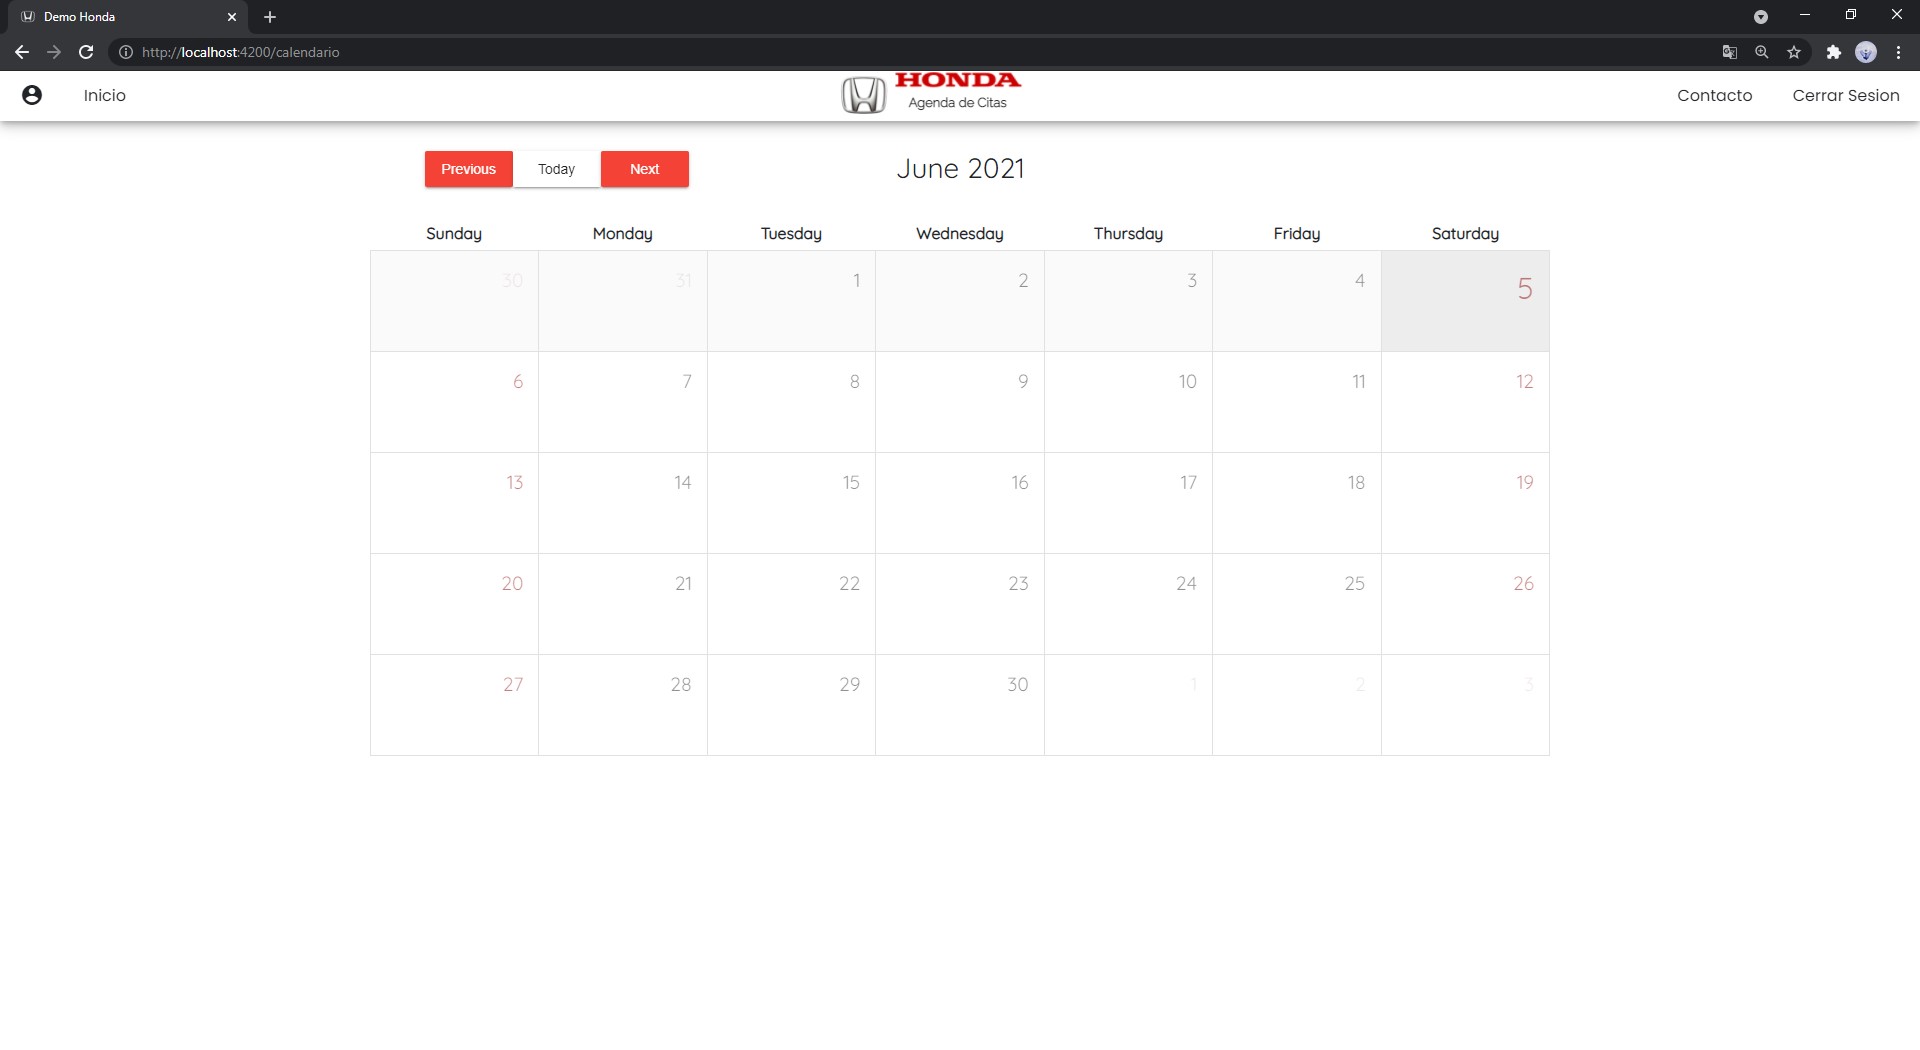 Demo Honda
http://localhost:4200/calendario
Inicio
HONDA
Agenda de Citas
Contacto
Cerrar Sesion
Previous
Today
Next
June 2021
Sunday Monday Tuesday Wednesday Thursday Friday Saturday
30 31 1 2 3 4 5
6 7 8 9 10 11 12
13 14 15 16 17 18 19
20 21 22 23 24 25 26
27 28 29 30 1 2 3